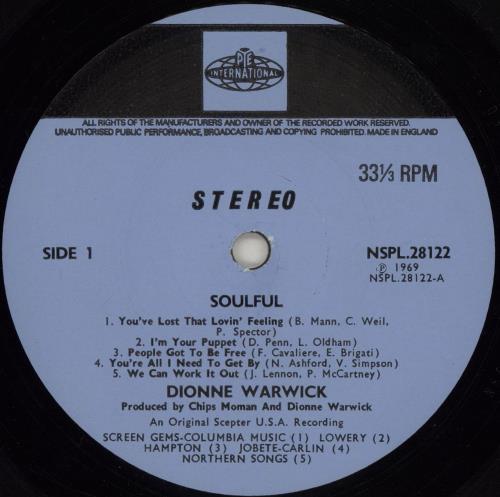 PYE
INTERNATIONAL
ALL RIGHTS OF THE MANUFACTURERS AND OWNER OF THE RECORDED WORK RESERVED.
UNAUTHORISED PUBLIC PERFORMANCE, BROADCASTING AND COPYING PROHIBITED. MADE IN ENGLAND
33⅓ RPM
STEREO
SIDE 1
NSPL.28122
℗ 1969
NSPL.28122-A
SOULFUL
1. You've Lost That Lovin' Feeling (B. Mann, C. Weil,
P. Spector)
2. I'm Your Puppet (D. Penn, L. Oldham)
3. People Got To Be Free (F. Cavaliere, E. Brigati)
4. You're All I Need To Get By (N. Ashford, V. Simpson)
5. We Can Work It Out (J. Lennon, P. McCartney)
DIONNE WARWICK
Produced by Chips Moman And Dionne Warwick
An Original Scepter U.S.A. Recording
SCREEN GEMS-COLUMBIA MUSIC (1) LOWERY (2)
HAMPTON (3) JOBETE-CARLIN (4)
NORTHERN SONGS (5)